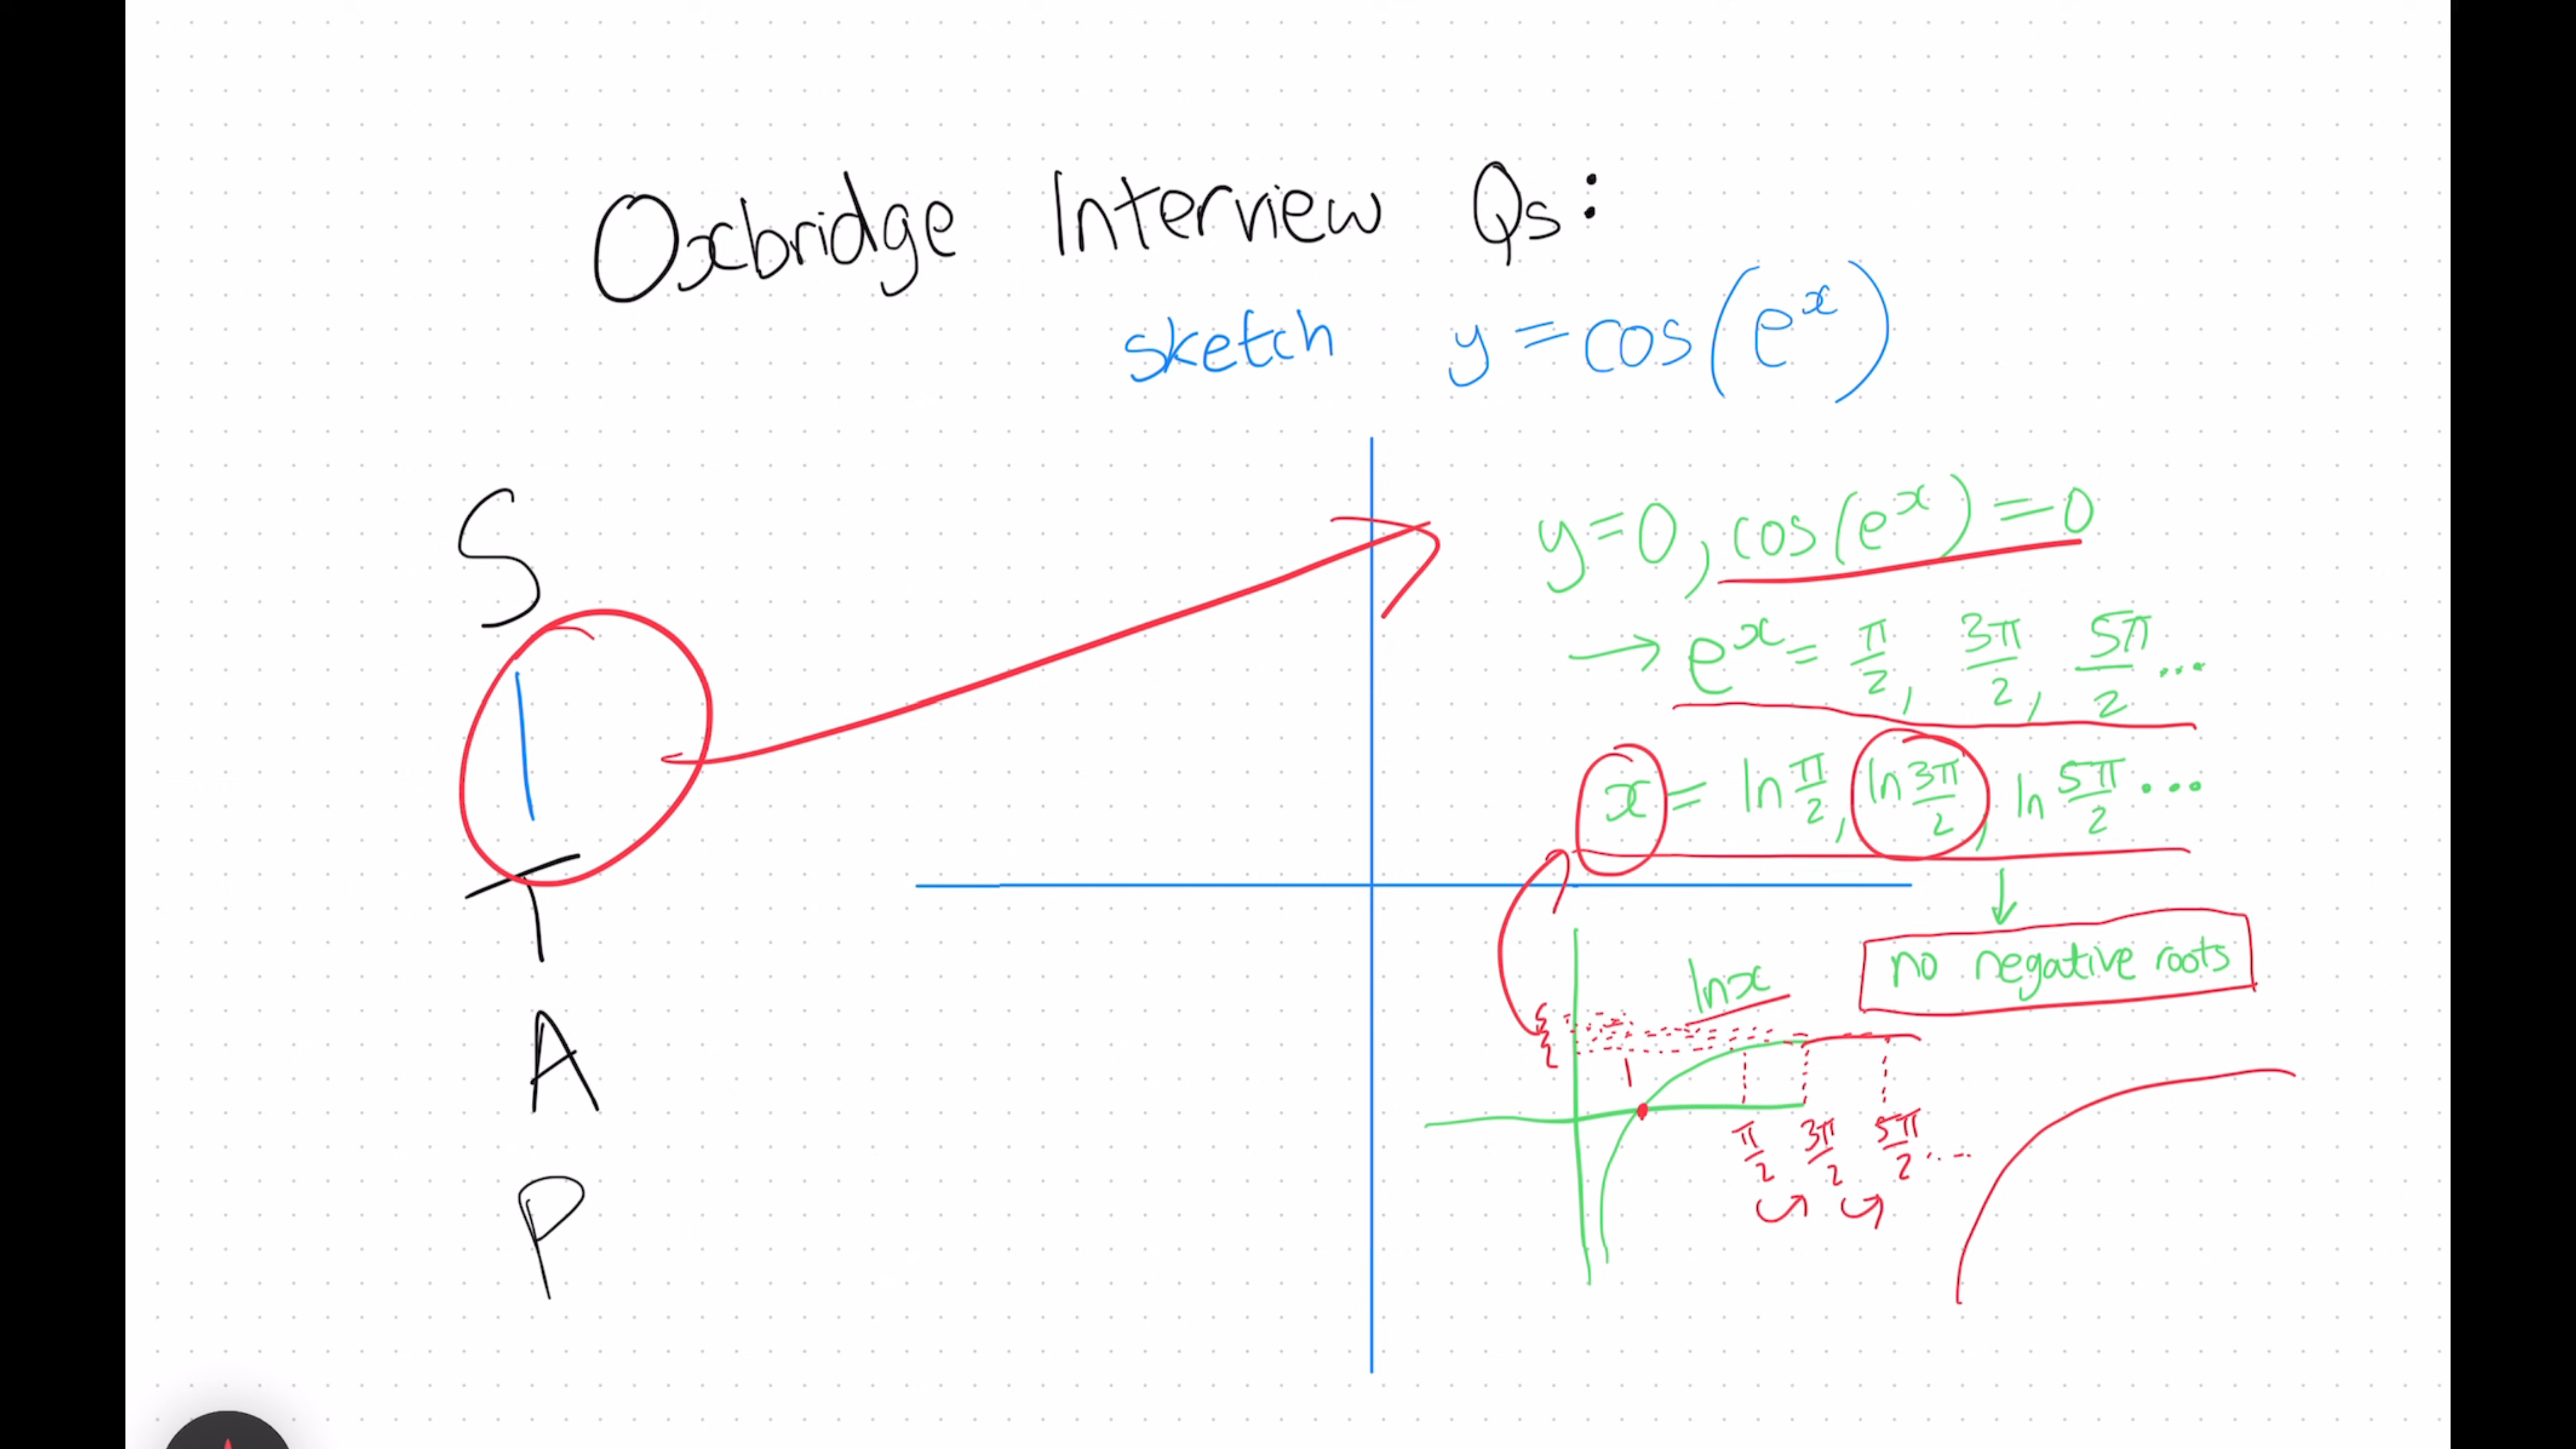 Oxbridge Interview Qs:
sketch y = cos(e^x)
S
I
T
A
P
y=0, cos(e^x)=0
→ e^x = π/2, 3π/2, 5π/2 ...
x = ln π/2, ln 3π/2, ln 5π/2 ...
↓
no negative roots
lnx
1
π/2 3π/2 5π/2 ...